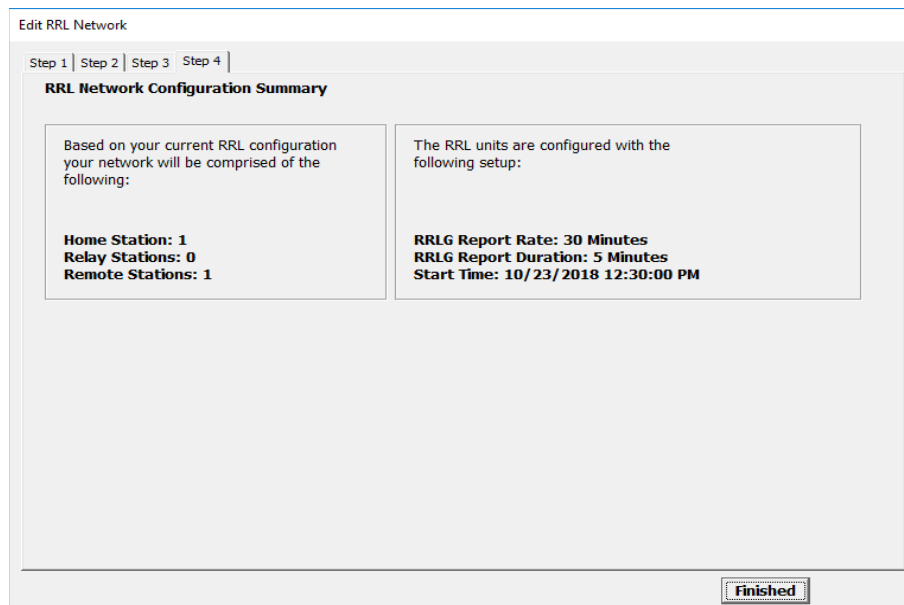 Edit RRL Network
Step 1 Step 2 Step 3 Step 4
RRL Network Configuration Summary
Based on your current RRL configuration
your network will be comprised of the
following:
Home Station: 1
Relay Stations: 0
Remote Stations: 1
The RRL units are configured with the
following setup:
RRLG Report Rate: 30 Minutes
RRLG Report Duration: 5 Minutes
Start Time: 10/23/2018 12:30:00 PM
Finished